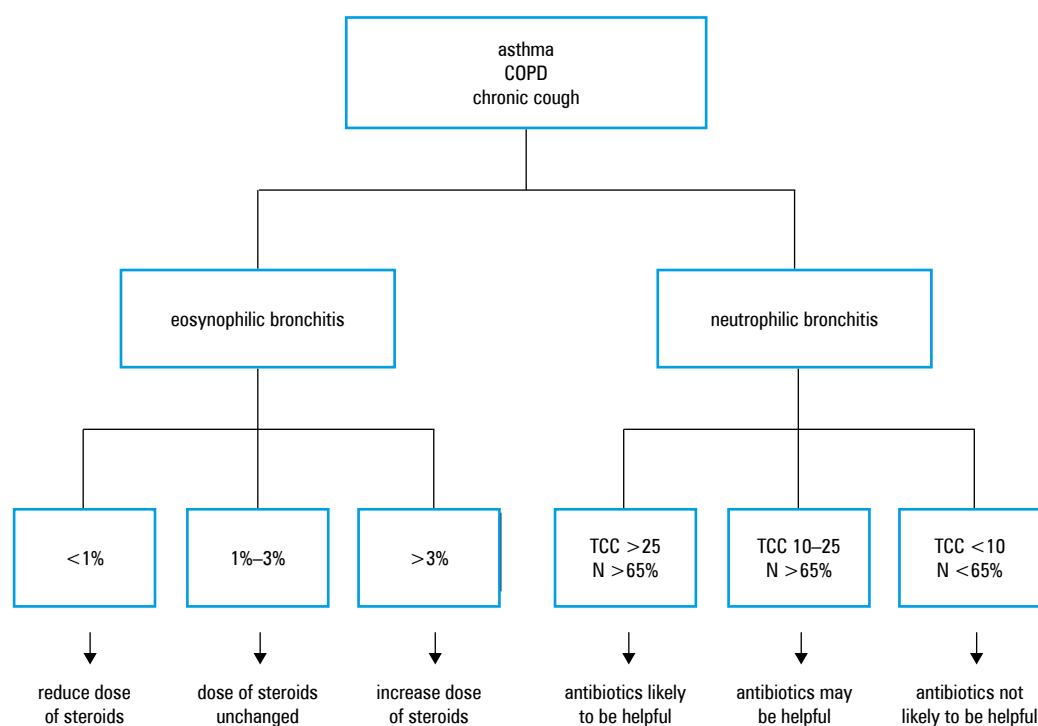 asthma
COPD
chronic cough
eosynophilic bronchitis
neutrophilic bronchitis
<1%
1%–3%
>3%
TCC >25
N >65%
TCC 10–25
N >65%
TCC <10
N <65%
reduce dose
of steroids
dose of steroids
unchanged
increase dose
of steroids
antibiotics likely
to be helpful
antibiotics may
be helpful
antibiotics not
likely to be helpful